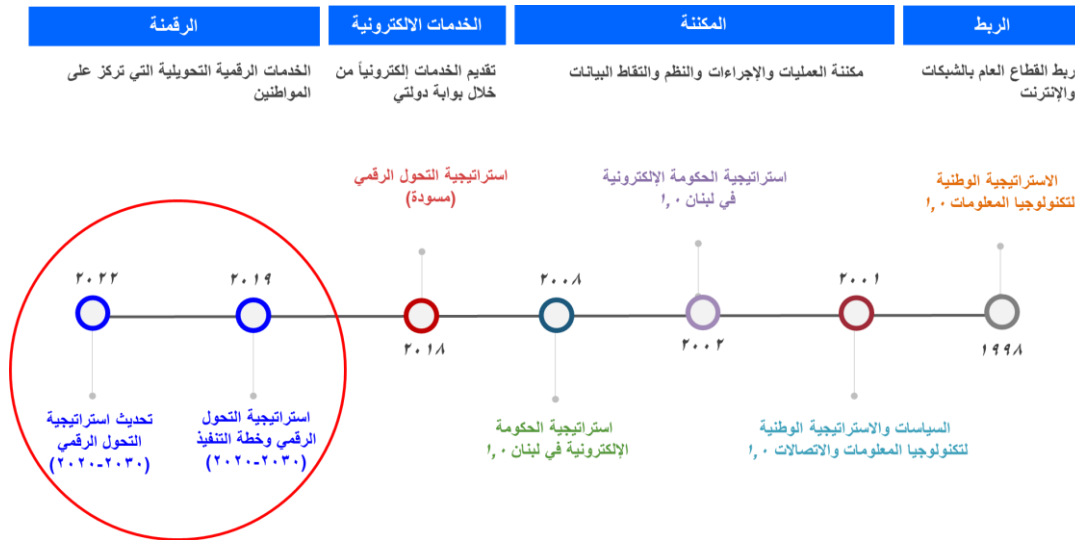 الربط
المكننة
الخدمات الالكترونية
الرقمنة
ربط القطاع العام بالشبكات
والإنترنت
مكننة العمليات والإجراءات والنظم والتقاط البيانات
تقديم الخدمات إلكترونياً من
خلال بوابة دولتي
الخدمات الرقمية التحويلية التي تركز على
المواطنين
الاستراتيجية الوطنية
لتكنولوجيا المعلومات ١,٠
استراتيجية الحكومة الإلكترونية
في لبنان ١,٠
استراتيجية التحول الرقمي
(مسودة)
١٩٩٨
٢٠٠١
٢٠٠٢
٢٠٠٨
٢٠١٨
٢٠١٩
٢٠٢٢
السياسات والاستراتيجية الوطنية
لتكنولوجيا المعلومات والاتصالات ١,٠
استراتيجية الحكومة
الإلكترونية في لبنان ١,٠
استراتيجية التحول
الرقمي وخطة التنفيذ
(٢٠٢٠-٢٠٣٠)
تحديث استراتيجية
التحول الرقمي
(٢٠٢٠-٢٠٣٠)